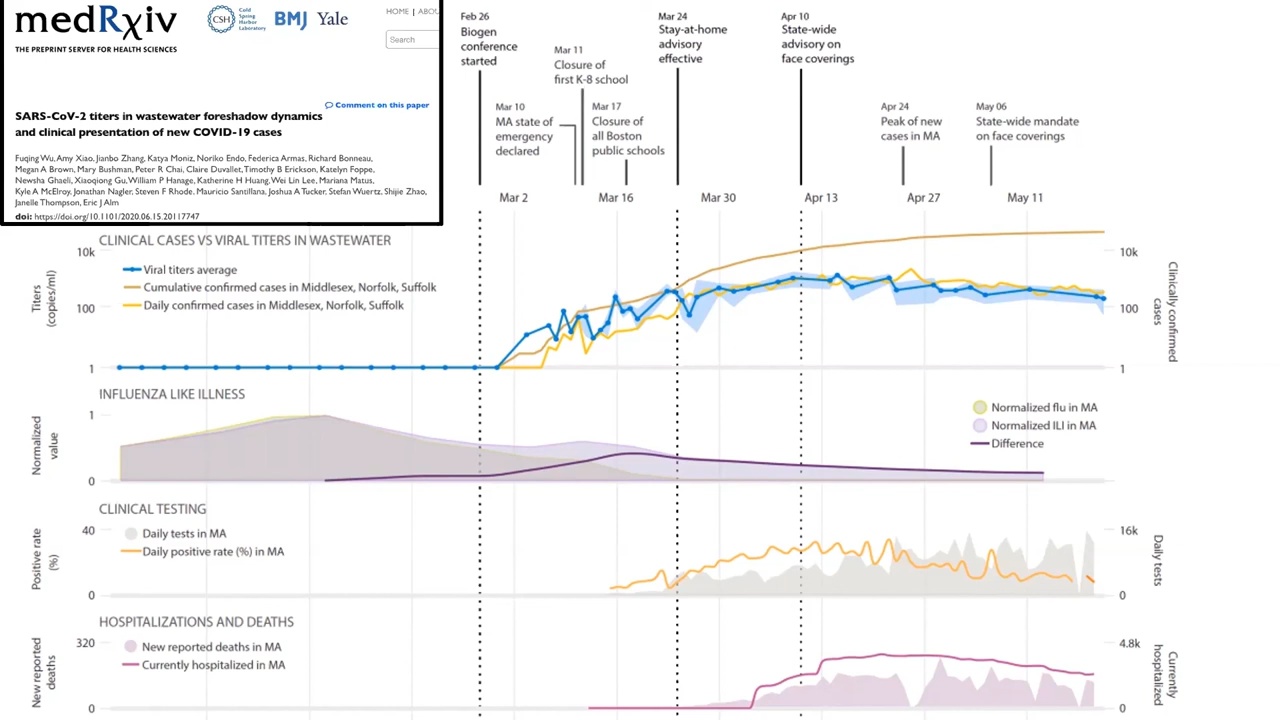 medRxiv
THE PREPRINT SERVER FOR HEALTH SCIENCES
CSH
Cold
Spring
Harbor
Laboratory
BMJ Yale
HOME |
Search
Comment on this paper
SARS-CoV-2 titers in wastewater foreshadow dynamics
and clinical presentation of new COVID-19 cases
Fuqing Wu, Amy Xiao, Jianbo Zhang, Katya Moniz, Noriko Endo, Federica Armas, Richard Bonneau,
Megan A Brown, Mary Bushman, Peter R Chai, Claire Duvallet, Timothy B Erickson, Katelyn Foppe,
Newsha Ghaeli, Xiaoqiong Gu, William P Hanage, Katherine H Huang, Wei Lin Lee, Mariana Matus,
Kyle A McElroy, Jonathan Nagler, Steven F Rhode, Mauricio Santillana, Joshua A Tucker, Stefan Wuertz, Shijie Zhao,
Janelle Thompson, Eric J Alm
doi: https://doi.org/10.1101/2020.06.15.20117747
Feb 26
Biogen
conference
started
Mar 10
MA state of
emergency
declared
Mar 11
Closure of
first K-8 school
Mar 17
Closure of
all Boston
public schools
Mar 24
Stay-at-home
advisory
effective
Apr 10
State-wide
advisory on
face coverings
Apr 24
Peak of new
cases in MA
May 06
State-wide mandate
on face coverings
Mar 2 Mar 16 Mar 30 Apr 13 Apr 27 May 11
CLINICAL CASES VS VIRAL TITERS IN WASTEWATER
Viral titers average
Cumulative confirmed cases in Middlesex, Norfolk, Suffolk
Daily confirmed cases in Middlesex, Norfolk, Suffolk
Titers
(copies/ml)
10k
100
1
10k
100
1
Clinically confirmed
cases
INFLUENZA LIKE ILLNESS
Normalized
value
1
0
Normalized flu in MA
Normalized ILI in MA
Difference
CLINICAL TESTING
Daily tests in MA
Daily positive rate (%) in MA
Positive rate
(%)
40
0
16k
0
Daily tests
HOSPITALIZATIONS AND DEATHS
New reported deaths in MA
Currently hospitalized in MA
New reported
deaths
320
0
4.8k
0
Currently
hospitalized